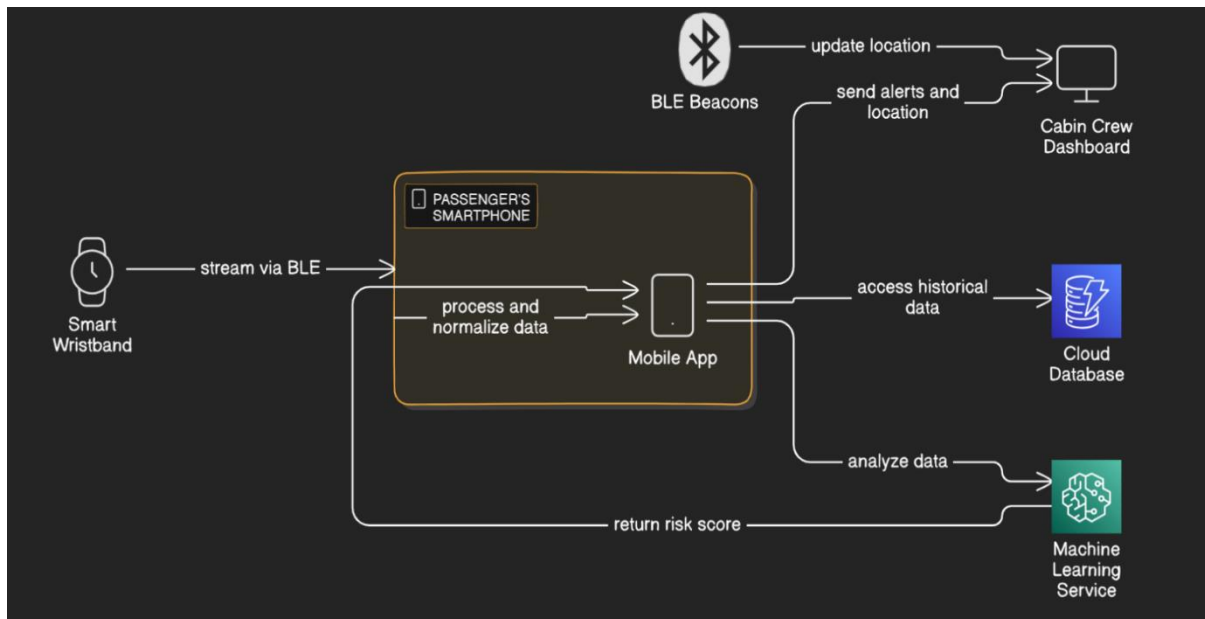 update location
BLE Beacons
send alerts and
location
Cabin Crew
Dashboard
PASSENGER'S
SMARTPHONE
stream via BLE
Smart
Wristband
process and
normalize data
Mobile App
access historical
data
Cloud
Database
analyze data
return risk score
Machine
Learning
Service